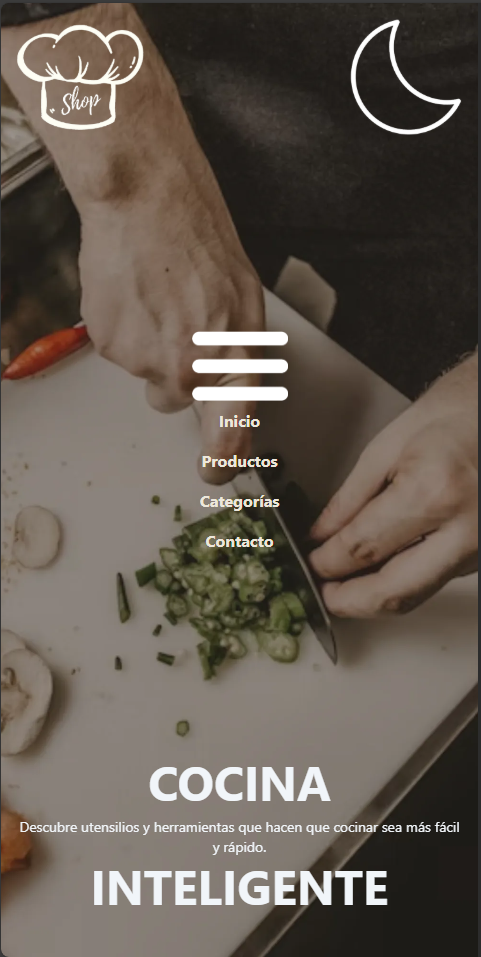 Shop
Inicio
Productos
Categorías
Contacto
COCINA
Descubre utensilios y herramientas que hacen que cocinar sea más fácil
y rápido.
INTELIGENTE